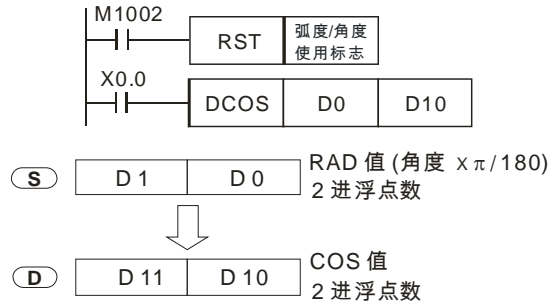 M1002
RST
弧度/角度
使用标志
X0.0
DCOS D0 D10
S D 1 D 0 RAD 值 (角度 x π/180)
2 进浮点数
D D 11 D 10 COS 值
2 进浮点数